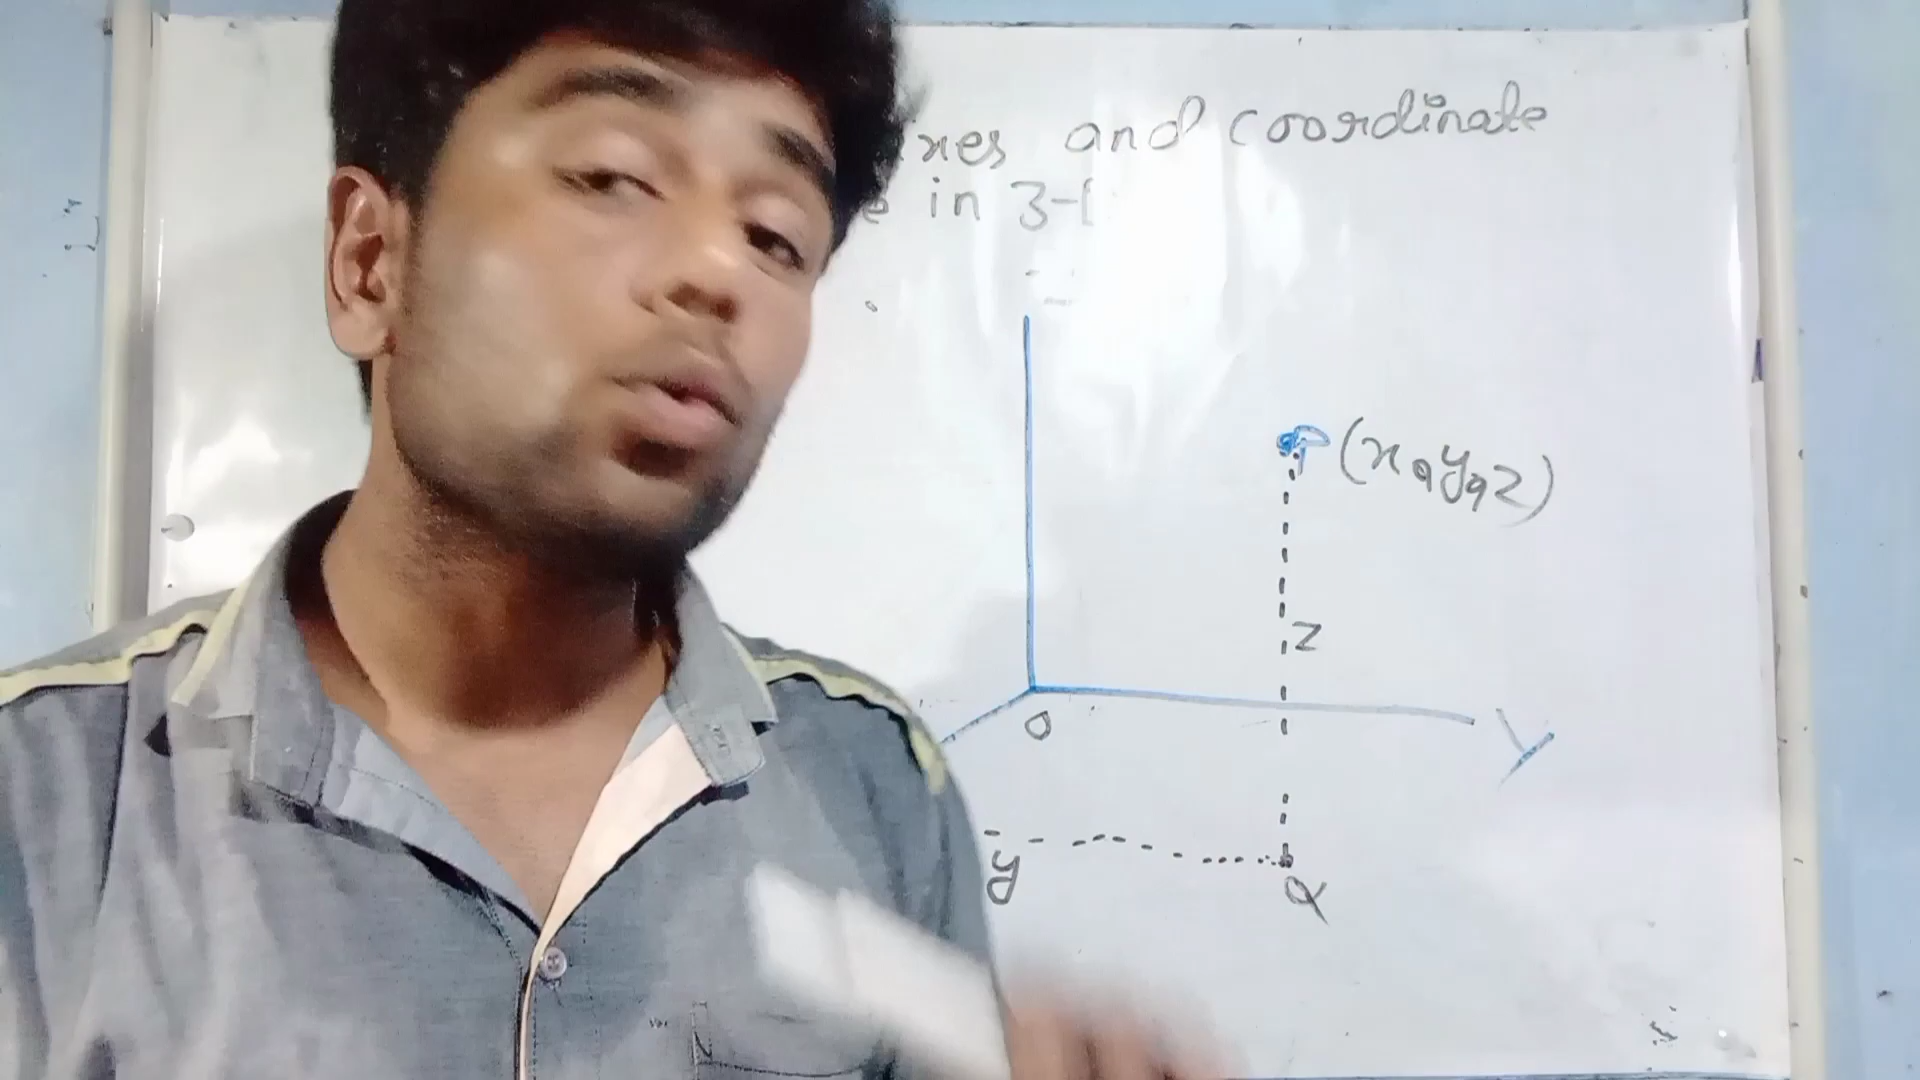 xes and coordinate
e in 3-D
P (x,y,z)
z
O
Y
y
Q